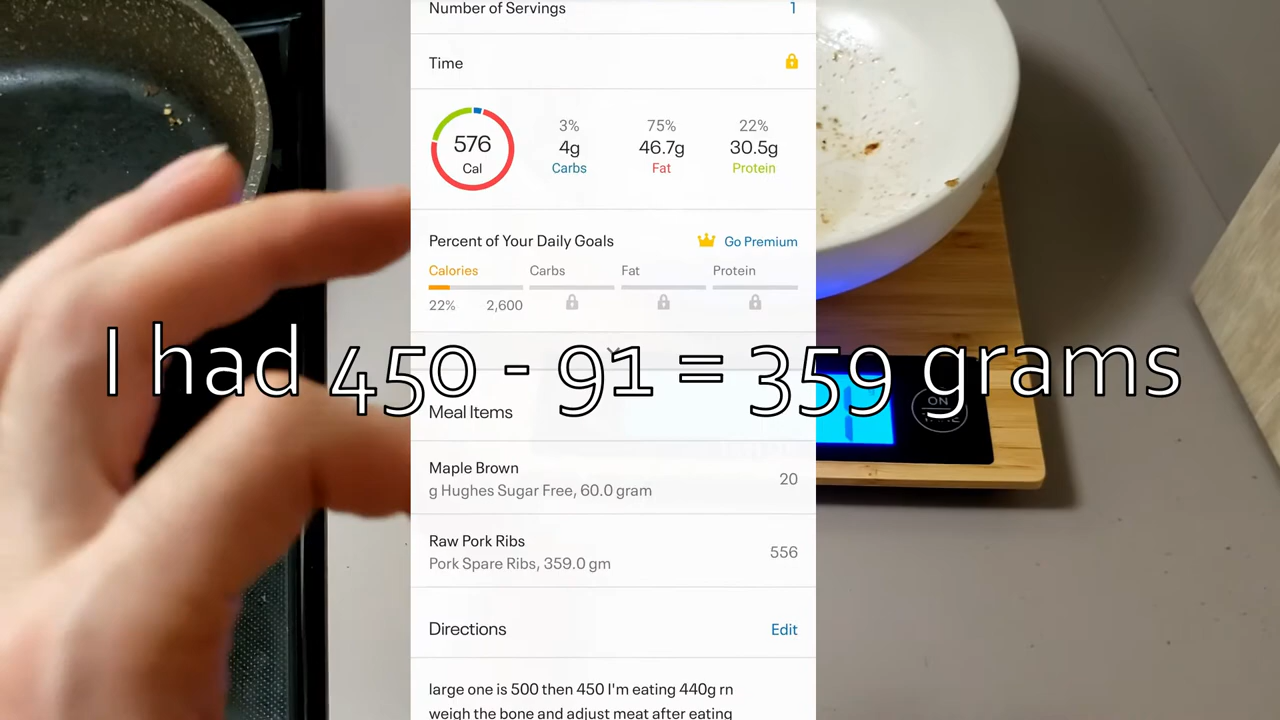 Number of Servings 1
Time
576
Cal
3% 75% 22%
4g 46.7g 30.5g
Carbs Fat Protein
Percent of Your Daily Goals Go Premium
Calories Carbs Fat Protein
22% 2,600
I had 450 - 91 = 359 grams
ON
Meal Items
Maple Brown 20
g Hughes Sugar Free, 60.0 gram
Raw Pork Ribs 556
Pork Spare Ribs, 359.0 gm
Directions Edit
large one is 500 then 450 I'm eating 440g rn
weigh the bone and adjust meat after eating